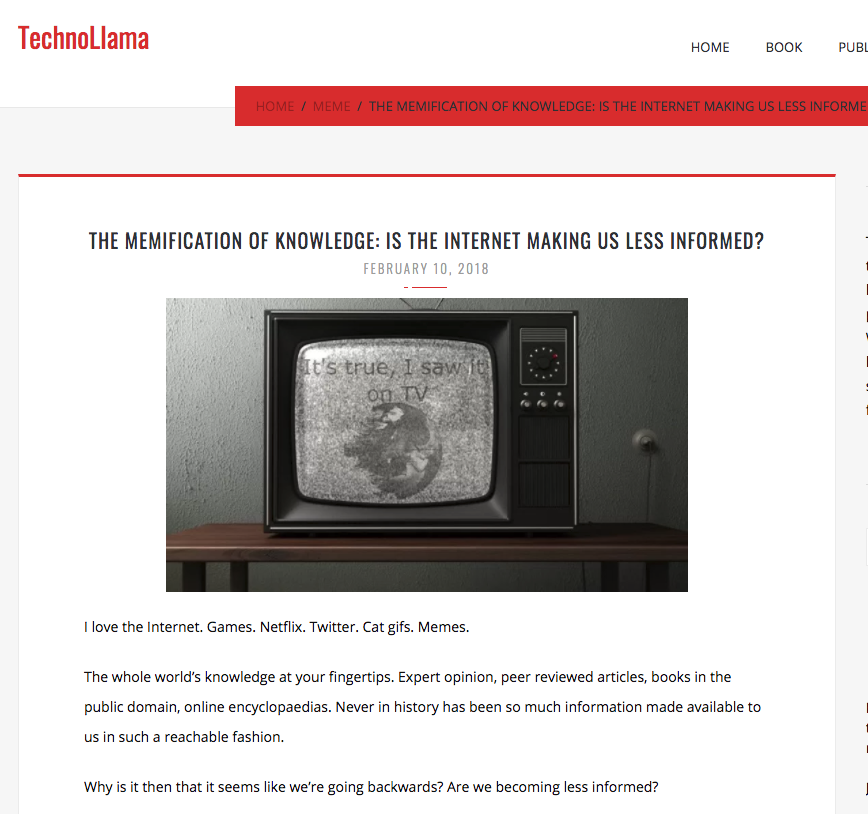 TechnoLlama
HOME BOOK
HOME / MEME / THE MEMIFICATION OF KNOWLEDGE: IS THE INTERNET MAKING US LESS
THE MEMIFICATION OF KNOWLEDGE: IS THE INTERNET MAKING US LESS INFORMED?
FEBRUARY 10, 2018
It's true, I saw it
on TV
I love the Internet. Games. Netflix. Twitter. Cat gifs. Memes.
The whole world’s knowledge at your fingertips. Expert opinion, peer reviewed articles, books in the
public domain, online encyclopaedias. Never in history has been so much information made available to
us in such a reachable fashion.
Why is it then that it seems like we’re going backwards? Are we becoming less informed?